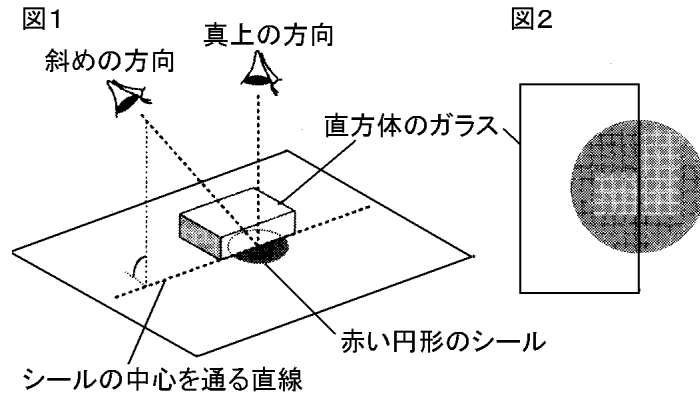 図1
図2
真上の方向
斜めの方向
直方体のガラス
赤い円形のシール
シールの中心を通る直線